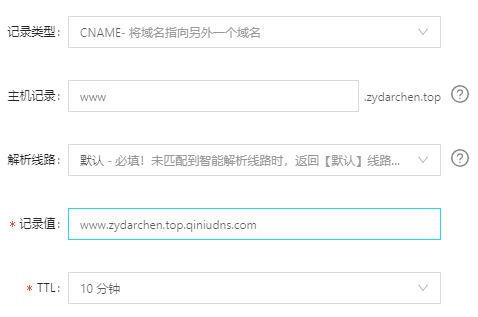 记录类型: CNAME- 将域名指向另外一个域名
主机记录: www .zydarchen.top ?
解析线路: 默认 - 必填！未匹配到智能解析线路时，返回【默认】线路... ?
* 记录值: www.zydarchen.top.qiniudns.com
* TTL: 10 分钟